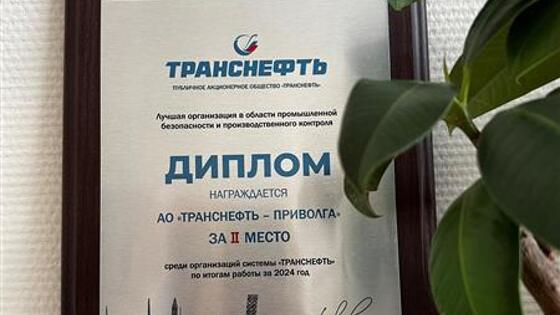 ТРАНСНЕФТЬ
ПУБЛИЧНОЕ АКЦИОНЕРНОЕ ОБЩЕСТВО «ТРАНСНЕФТЬ»
Лучшая организация в области промышленной
безопасности и производственного контроля
ДИПЛОМ
НАГРАЖДАЕТСЯ
АО "ТРАНСНЕФТЬ – ПРИВОЛГА"
ЗА II МЕСТО
среди организаций системы «ТРАНСНЕФТЬ»
по итогам работы за 2024 год